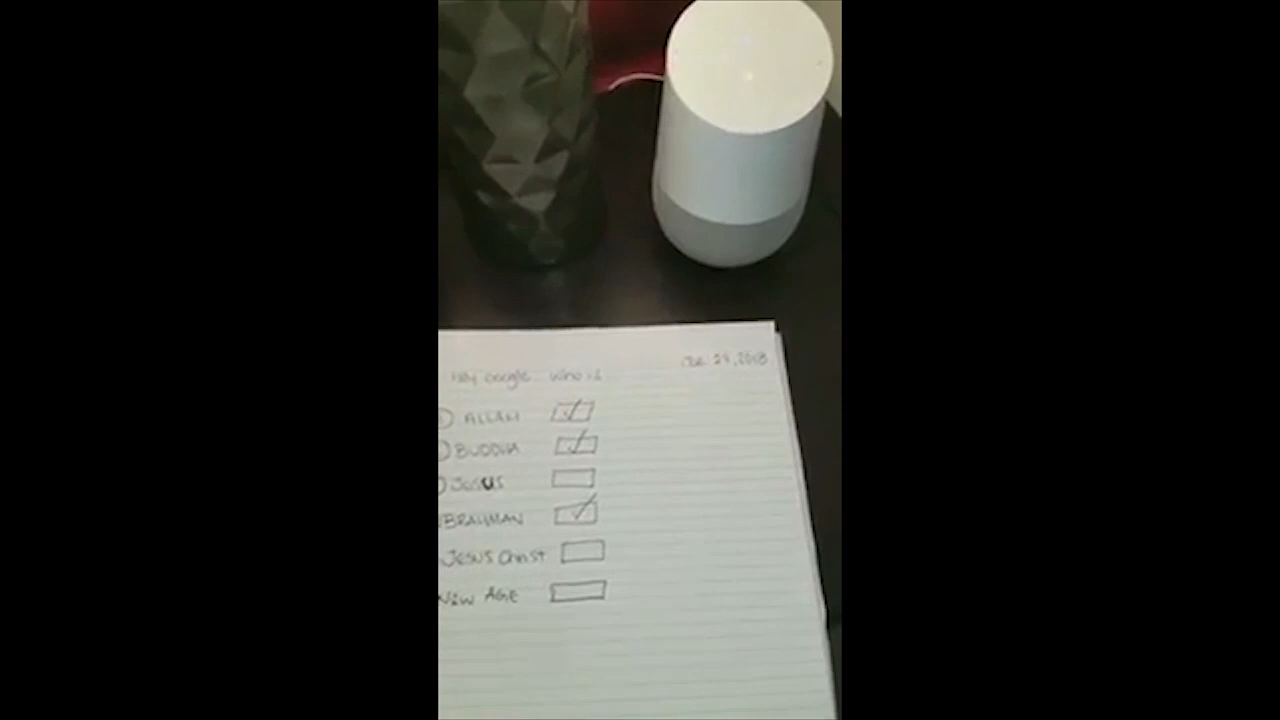 Hey Google who is
ALLAH
BUDDHA
JESUS
BRAHMAN
JESUS Christ
NEW AGE